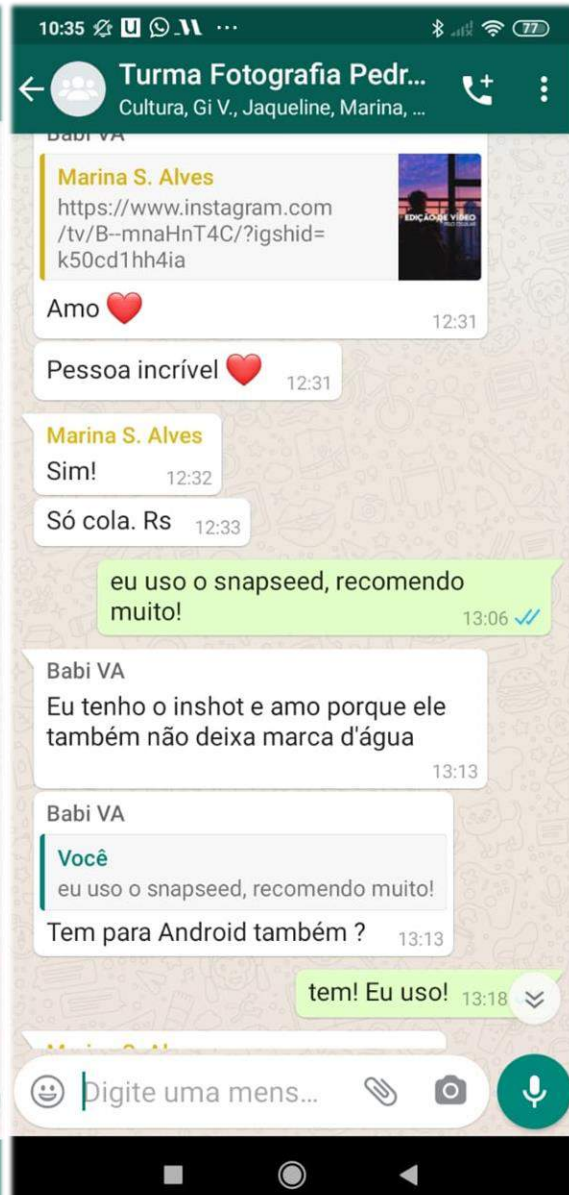 10:35
77
Turma Fotografia Pedr...
Cultura, Gi V., Jaqueline, Marina, ...
Babi VA
Marina S. Alves
https://www.instagram.com
/tv/B--mnaHnT4C/?igshid=
k50cd1hh4ia
EDIÇÃO DE VÍDEO
PELO CELULAR
Amo ❤️
12:31
Pessoa incrível ❤️
12:31
Marina S. Alves
Sim!
12:32
Só cola. Rs
12:33
eu uso o snapseed, recomendo
muito!
13:06
Babi VA
Eu tenho o inshot e amo porque ele
também não deixa marca d'água
13:13
Babi VA
Você
eu uso o snapseed, recomendo muito!
Tem para Android também ?
13:13
tem! Eu uso!
13:18
Digite uma mens...